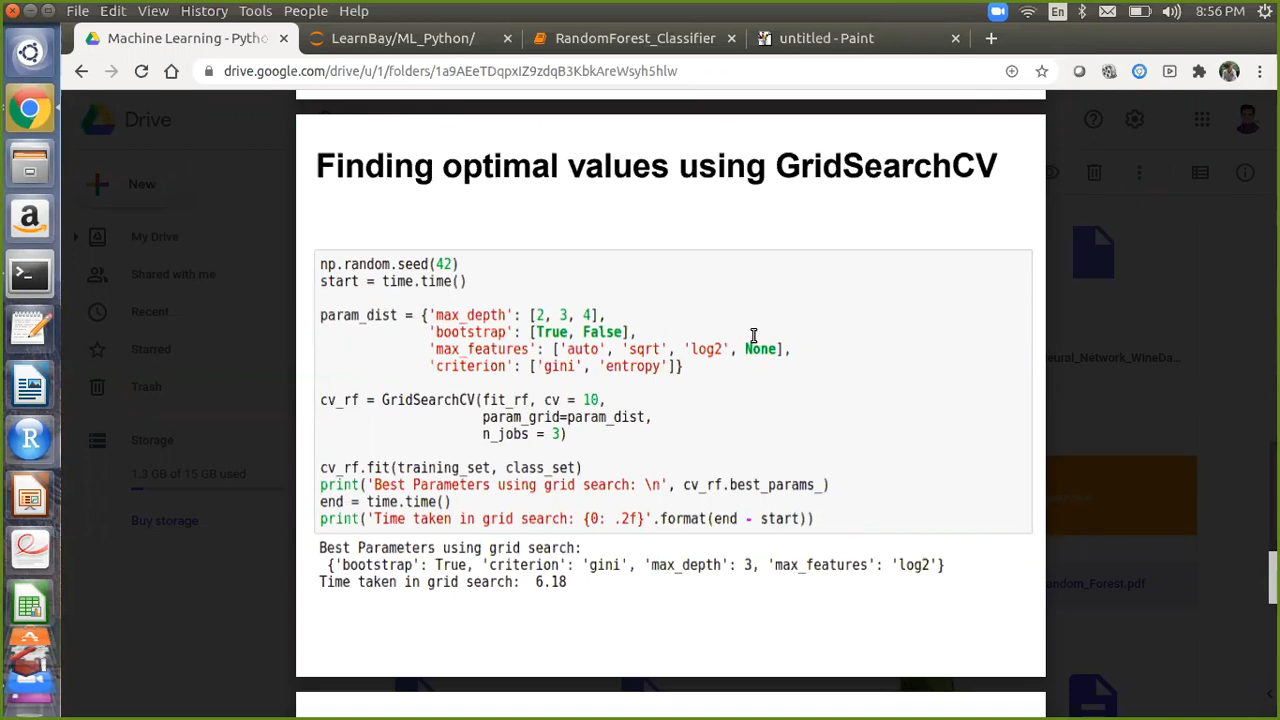 File Edit View History Tools People Help
En
8:56 PM
Machine Learning - Pytho
LearnBay/ML_Python/
RandomForest_Classifier
untitled - Paint
drive.google.com/drive/u/1/folders/1a9AEeTDqpxIZ9zdqB3KbkAreWsyh5hlw
Drive
New
My Drive
Shared with me
Recent
Starred
Trash
Storage
1.3 GB of 15 GB used
Buy storage
Finding optimal values using GridSearchCV
np.random.seed(42)
start = time.time()
param_dist = {'max_depth': [2, 3, 4],
'bootstrap': [True, False],
'max_features': ['auto', 'sqrt', 'log2', None],
'criterion': ['gini', 'entropy']}
cv_rf = GridSearchCV(fit_rf, cv = 10,
param_grid=param_dist,
n_jobs = 3)
cv_rf.fit(training_set, class_set)
print('Best Parameters using grid search: \n', cv_rf.best_params_)
end = time.time()
print('Time taken in grid search: {0: .2f}'.format(end - start))
Best Parameters using grid search:
{'bootstrap': True, 'criterion': 'gini', 'max_depth': 3, 'max_features': 'log2'}
Time taken in grid search:  6.18
eural_Network_WineDa...
andom_Forest.pdf